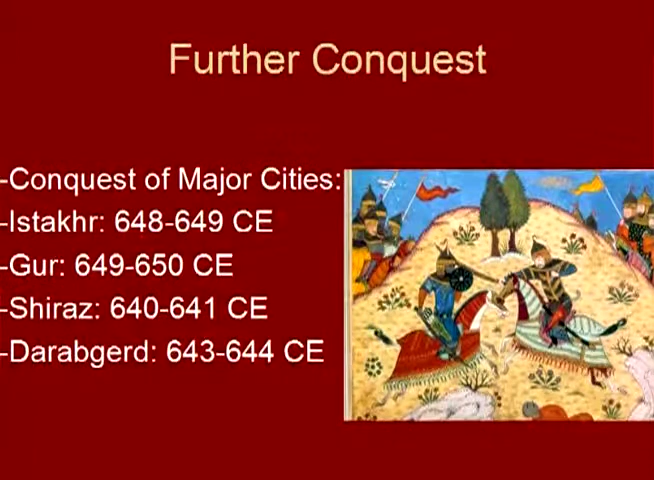 Further Conquest
-Conquest of Major Cities:
-Istakhr: 648-649 CE
-Gur: 649-650 CE
-Shiraz: 640-641 CE
-Darabgerd: 643-644 CE